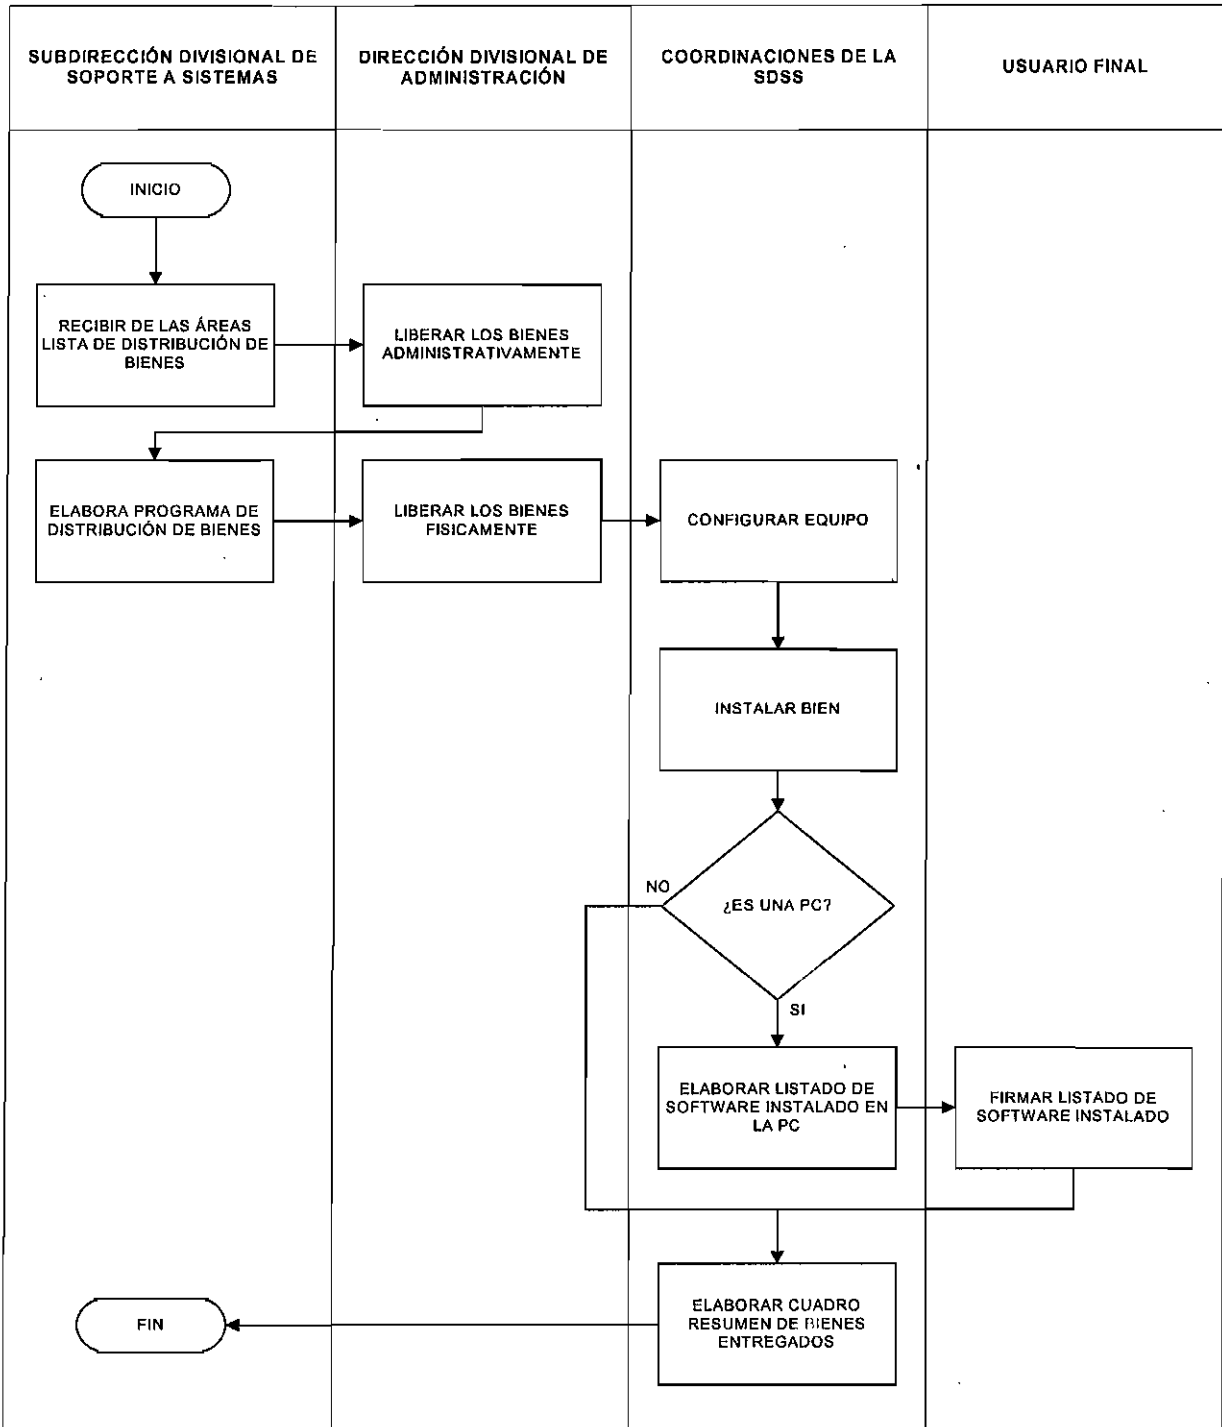 SUBDIRECCIÓN DIVISIONAL DE
SOPORTE A SISTEMAS
DIRECCIÓN DIVISIONAL DE
ADMINISTRACIÓN
COORDINACIONES DE LA
SDSS
USUARIO FINAL
INICIO
RECIBIR DE LAS ÁREAS
LISTA DE DISTRIBUCIÓN DE
BIENES
LIBERAR LOS BIENES
ADMINISTRATIVAMENTE
ELABORA PROGRAMA DE
DISTRIBUCIÓN DE BIENES
LIBERAR LOS BIENES
FISICAMENTE
CONFIGURAR EQUIPO
INSTALAR BIEN
NO
¿ES UNA PC?
SI
ELABORAR LISTADO DE
SOFTWARE INSTALADO EN
LA PC
FIRMAR LISTADO DE
SOFTWARE INSTALADO
ELABORAR CUADRO
RESUMEN DE BIENES
ENTREGADOS
FIN